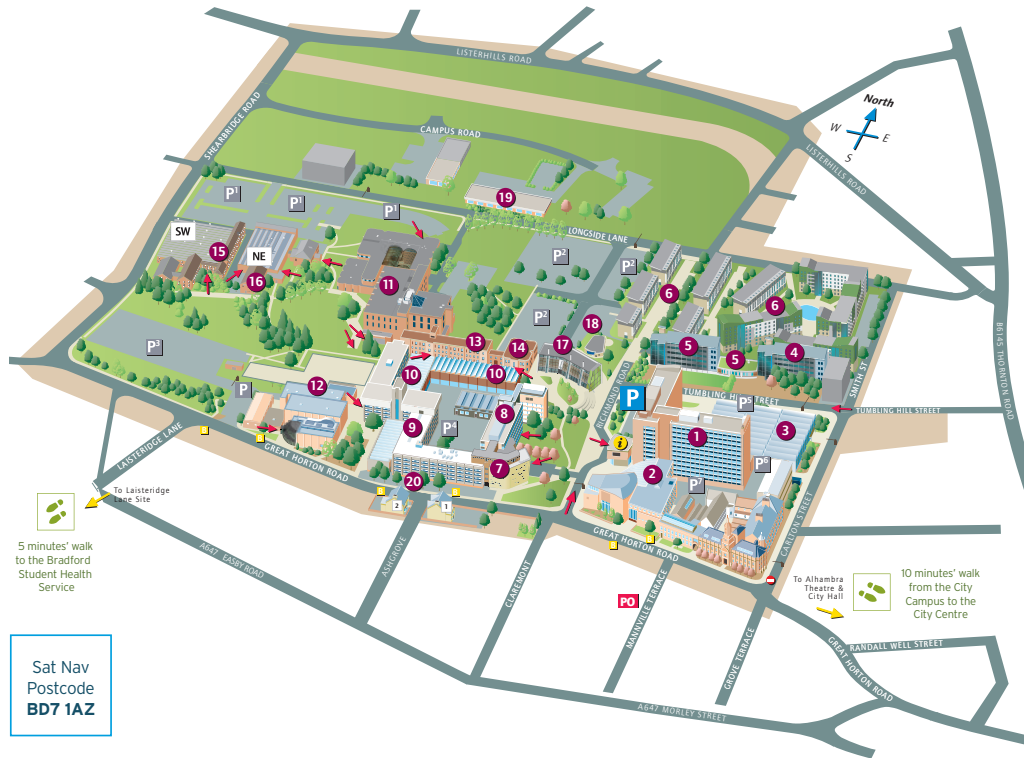 LISTERHILLS ROAD
North
W
E
S
SHEARBRIDGE ROAD
CAMPUS ROAD
LISTERHILLS ROAD
P1
P1
P1
19
SW
15
NE
16
LONGSIDE LANE
P2
P2
11
6
6
B6145 THORNTON ROAD
P2
18
P3
13
14
17
5
5
4
10
10
SMITH ST
12
P
RICHMOND ROAD
P
TUMBLING HILL STREET
P5
TUMBLING HILL STREET
8
9
P4
i
1
3
LAISTERIDGE LANE
GREAT HORTON ROAD
7
P6
2
P7
20
To Laisteridge
Lane Site
2
1
5 minutes' walk
to the Bradford
Student Health
Service
A647 EASBY ROAD
ASHGROVE
CLAREMONT
GREAT HORTON ROAD
CARLTON STREET
MANNVILLE TERRACE
PO
GROVE TERRACE
To Alhambra
Theatre &
City Hall
10 minutes' walk
from the City
Campus to the
City Centre
GREAT HORTON ROAD
RANDALL WELL STREET
A647 MORLEY STREET
Sat Nav
Postcode
BD7 1AZ